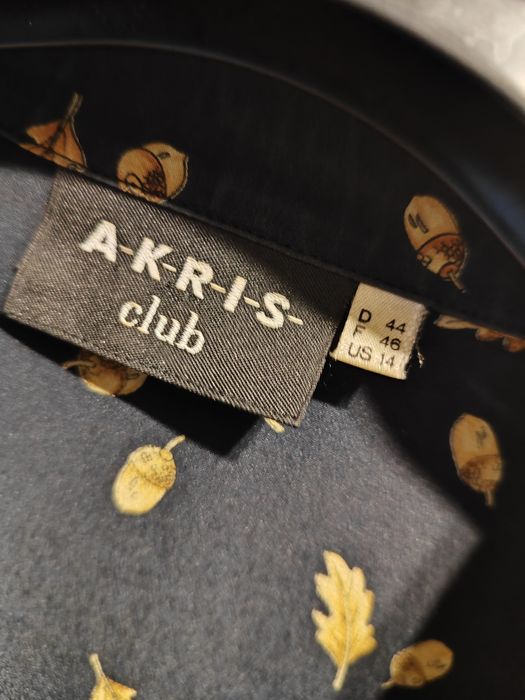 A-K-R-I-S-
club
D 44
F 46
US 14